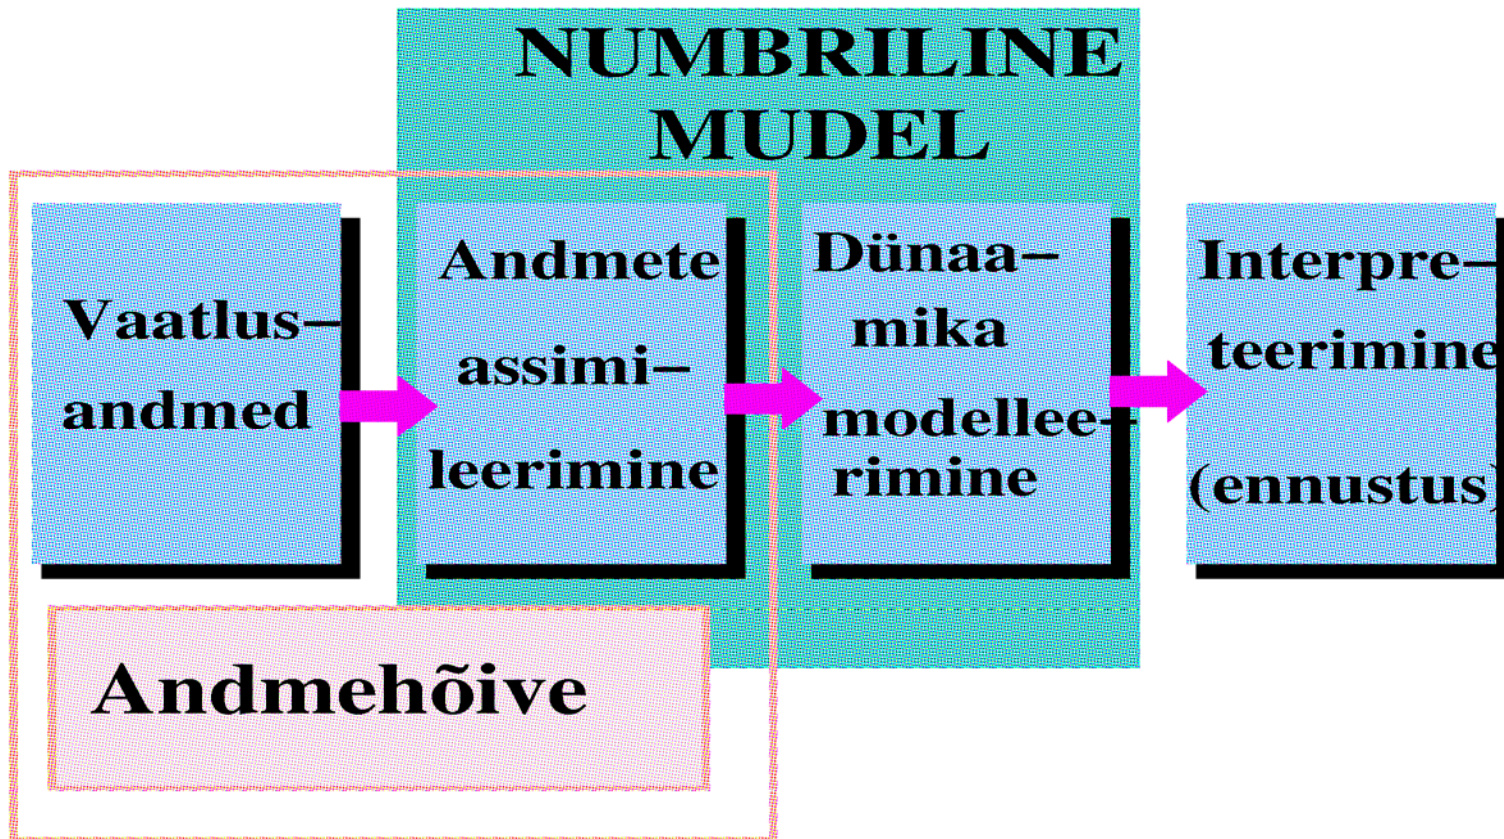 NUMBRILINE
MUDEL
Vaatlus–
andmed
Andmete
assimi–
leerimine
Dünaa–
mika
modellee–
rimine
Interpre–
teerimine
(ennustus)
Andmehõive